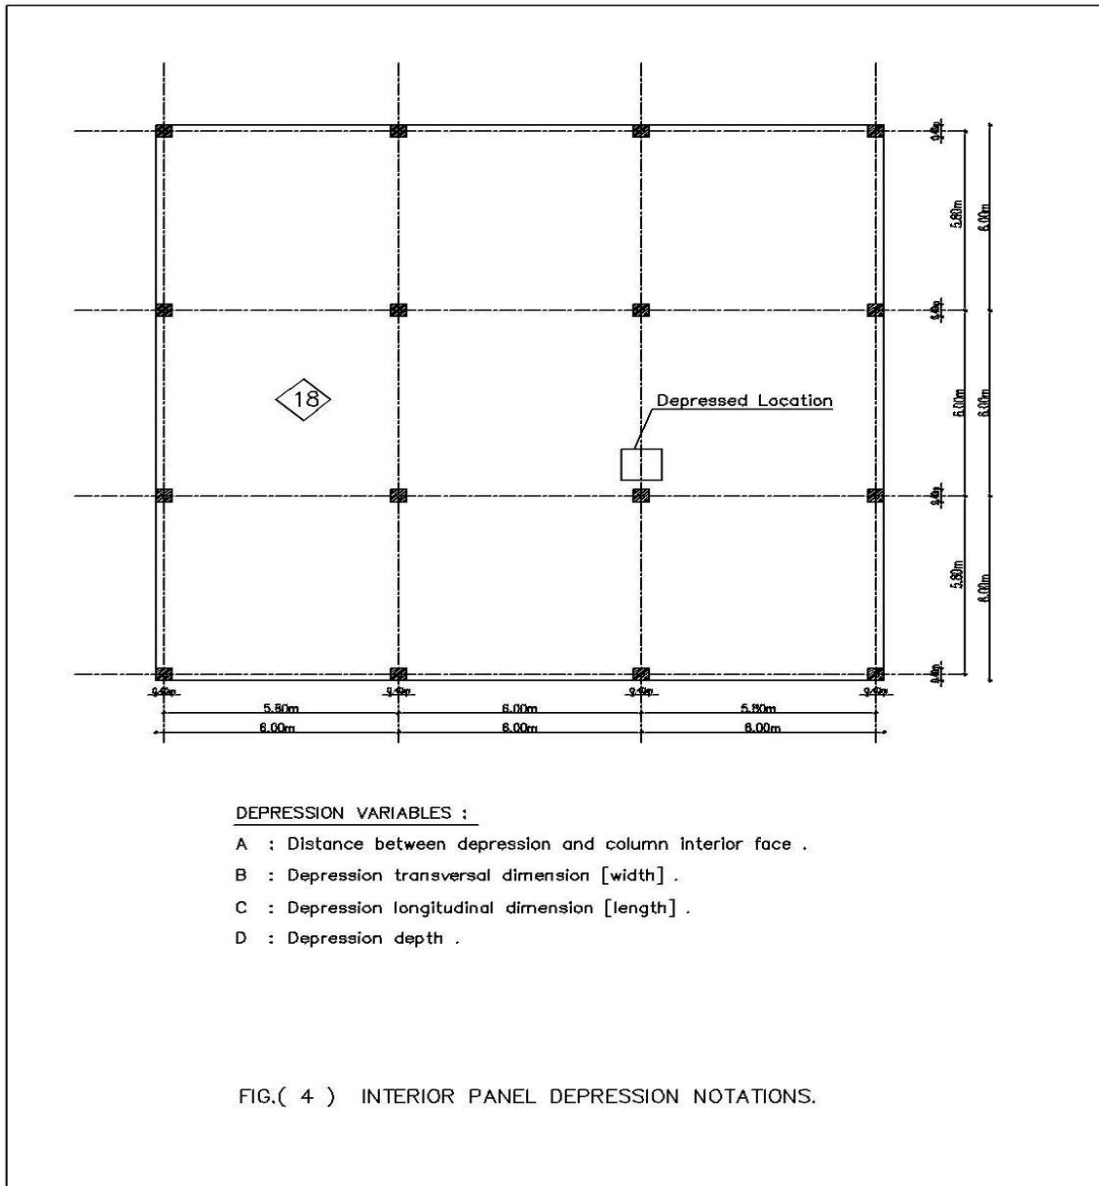 5.80m
6.00m
18
Depressed Location
6.00m
6.00m
5.80m
6.00m
5.80m
6.00m
5.80m
6.00m
6.00m
6.00m
DEPRESSION VARIABLES :
A : Distance between depression and column interior face .
B : Depression transversal dimension [width] .
C : Depression longitudinal dimension [length] .
D : Depression depth .
FIG.( 4 ) INTERIOR PANEL DEPRESSION NOTATIONS.